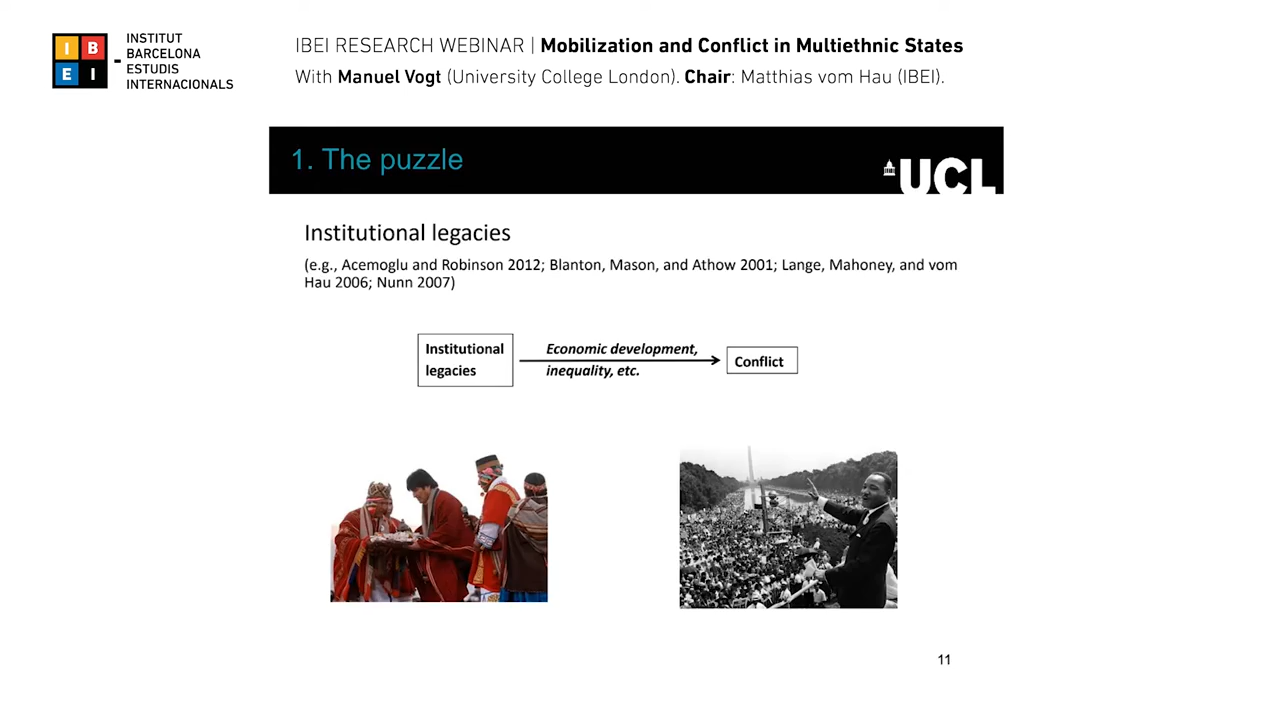 I B
E I
INSTITUT
BARCELONA
ESTUDIS
INTERNACIONALS
IBEI RESEARCH WEBINAR | Mobilization and Conflict in Multiethnic States
With Manuel Vogt (University College London). Chair: Matthias vom Hau (IBEI).
1. The puzzle
UCL
Institutional legacies
(e.g., Acemoglu and Robinson 2012; Blanton, Mason, and Athow 2001; Lange, Mahoney, and vom
Hau 2006; Nunn 2007)
Institutional
legacies
Economic development,
inequality, etc.
Conflict
11